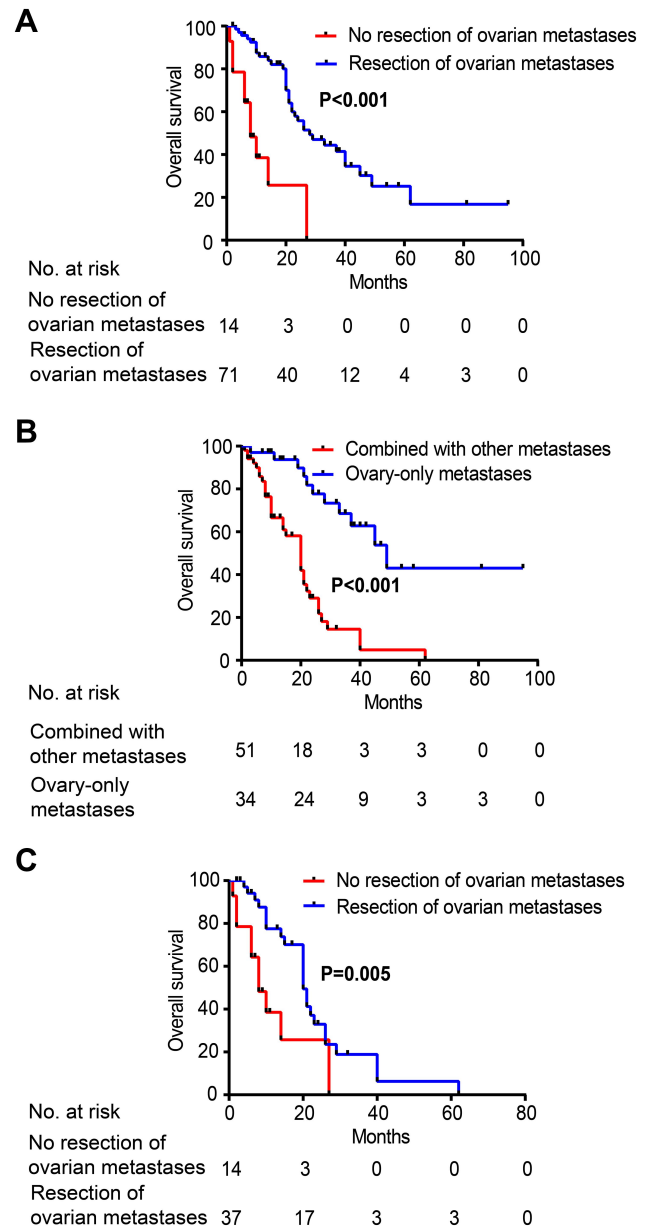 A
No resection of ovarian metastases
Resection of ovarian metastases
P<0.001
Overall survival
100
80
60
40
20
0
0 20 40 60 80 100
Months
No. at risk
No resection of
ovarian metastases 14 3 0 0 0 0
Resection of
ovarian metastases 71 40 12 4 3 0
B
Combined with other metastases
Ovary-only metastases
P<0.001
Overall survival
100
80
60
40
20
0
0 20 40 60 80 100
Months
No. at risk
Combined with
other metastases 51 18 3 3 0 0
Ovary-only
metastases 34 24 9 3 3 0
C
No resection of ovarian metastases
Resection of ovarian metastases
P=0.005
Overall survival
100
80
60
40
20
0
0 20 40 60 80
Months
No. at risk
No resection of
ovarian metastases 14 3 0 0 0
Resection of
ovarian metastases 37 17 3 3 0